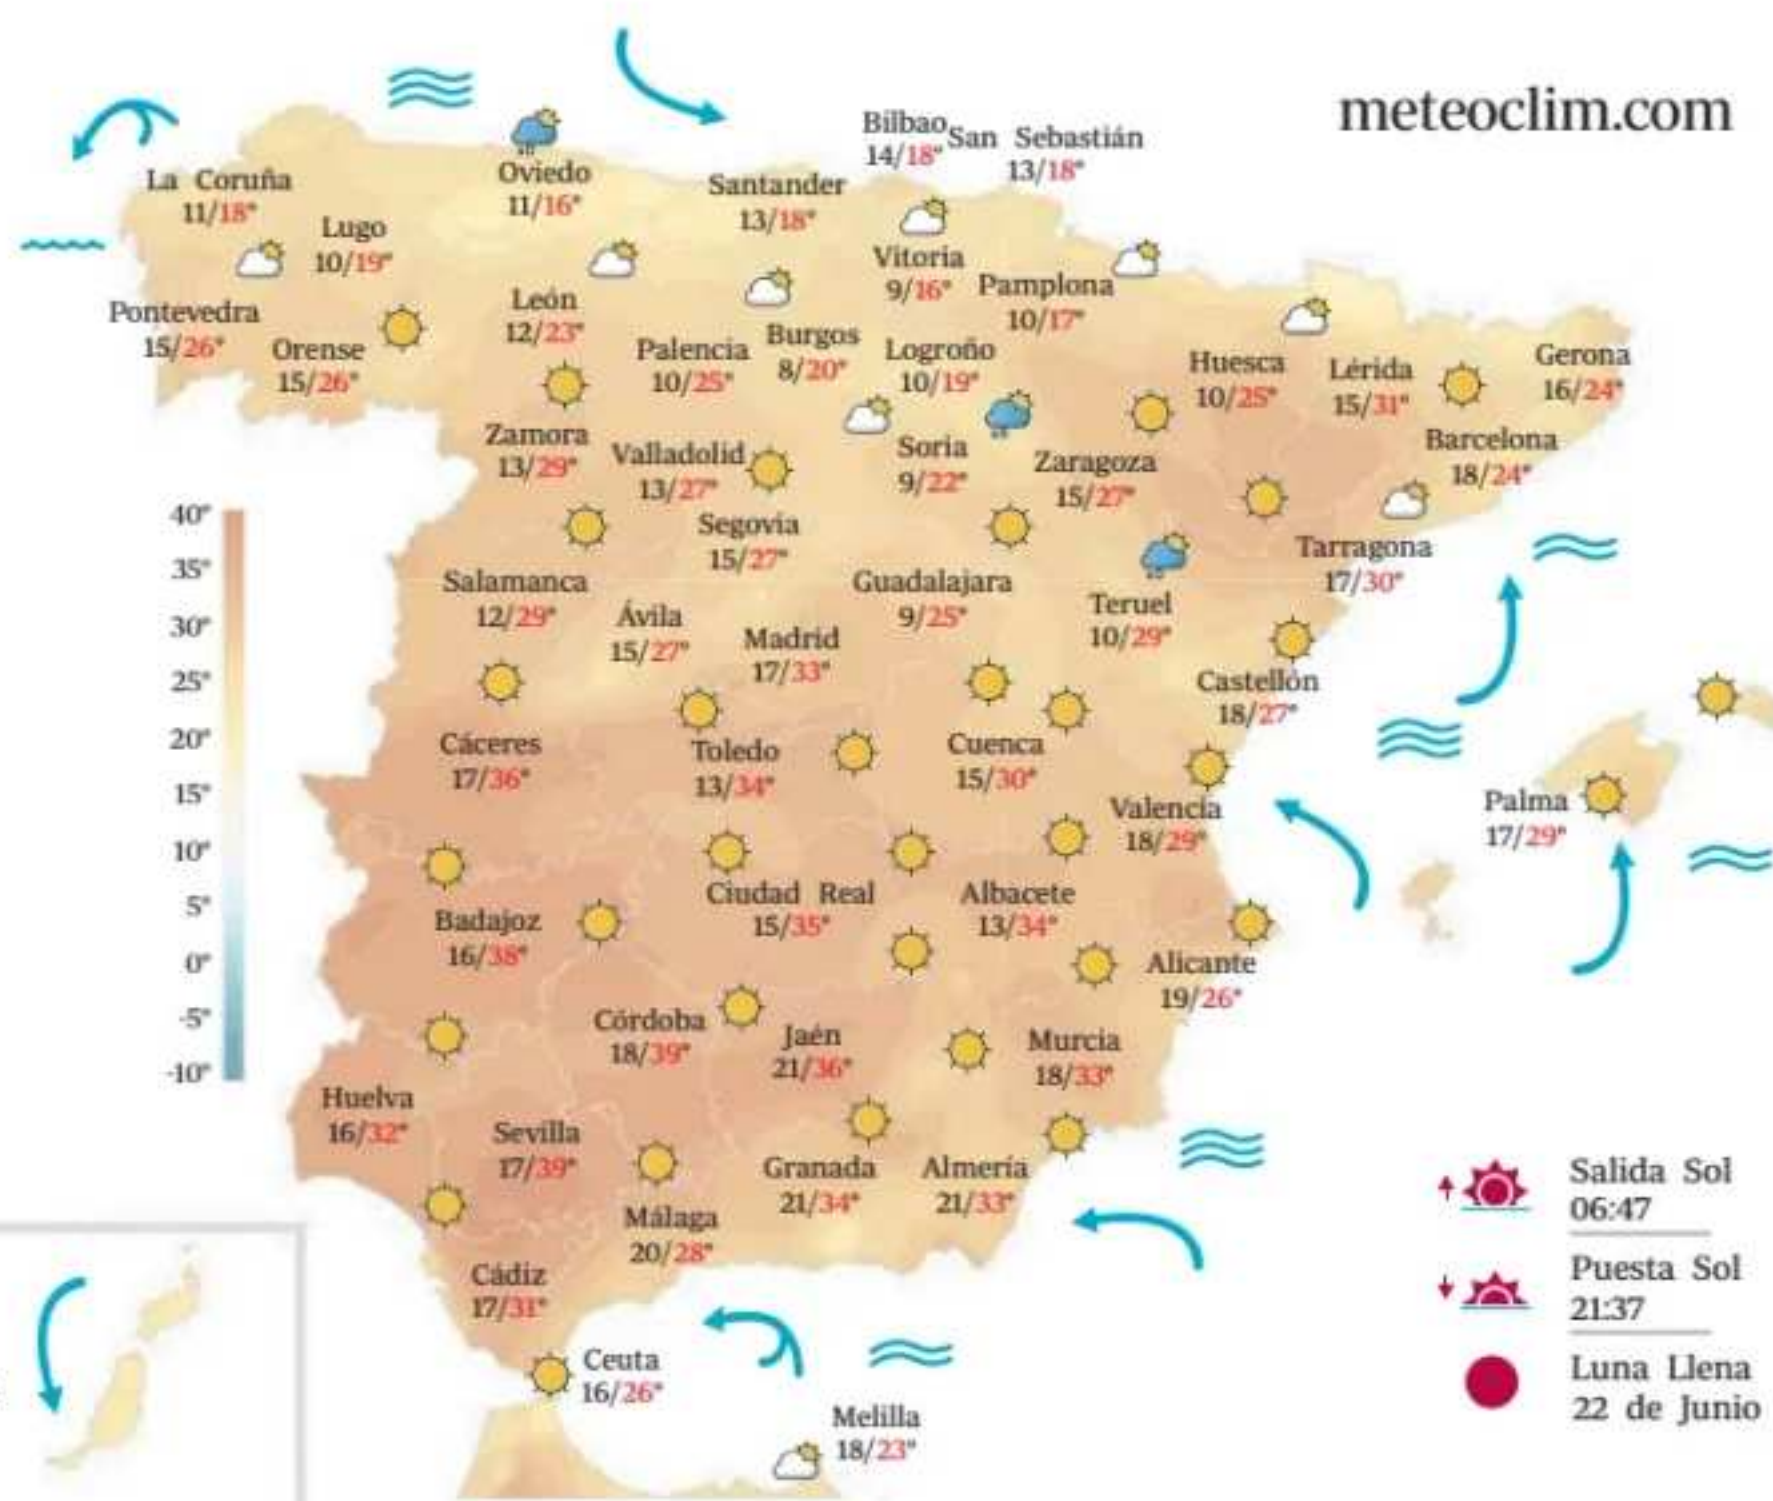 meteoclim.com
Bilbao
14/18°
San Sebastián
13/18°
La Coruña
11/18°
Oviedo
11/16°
Santander
13/18°
Lugo
10/19°
Vitoria
9/16°
Pamplona
10/17°
Pontevedra
15/26°
Orense
15/26°
León
12/23°
Palencia
10/25°
Burgos
8/20°
Logroño
10/19°
Huesca
10/25°
Lérida
15/31°
Gerona
16/24°
Zamora
13/29°
Valladolid
13/27°
Soria
9/22°
Zaragoza
15/27°
Barcelona
18/24°
Segovia
15/27°
Tarragona
17/30°
Salamanca
12/29°
Ávila
15/27°
Madrid
17/33°
Guadalajara
9/25°
Teruel
10/29°
Castellón
18/27°
Cáceres
17/36°
Toledo
13/34°
Cuenca
15/30°
Valencia
18/29°
Palma
17/29°
Badajoz
16/38°
Ciudad Real
15/35°
Albacete
13/34°
Alicante
19/26°
Córdoba
18/39°
Jaén
21/36°
Murcia
18/33°
Huelva
16/32°
Sevilla
17/39°
Granada
21/34°
Almería
21/33°
Málaga
20/28°
Cádiz
17/31°
Ceuta
16/26°
Melilla
18/23°
40°
35°
30°
25°
20°
15°
10°
5°
0°
-5°
-10°
Salida Sol
06:47
Puesta Sol
21:37
Luna Llena
22 de Junio